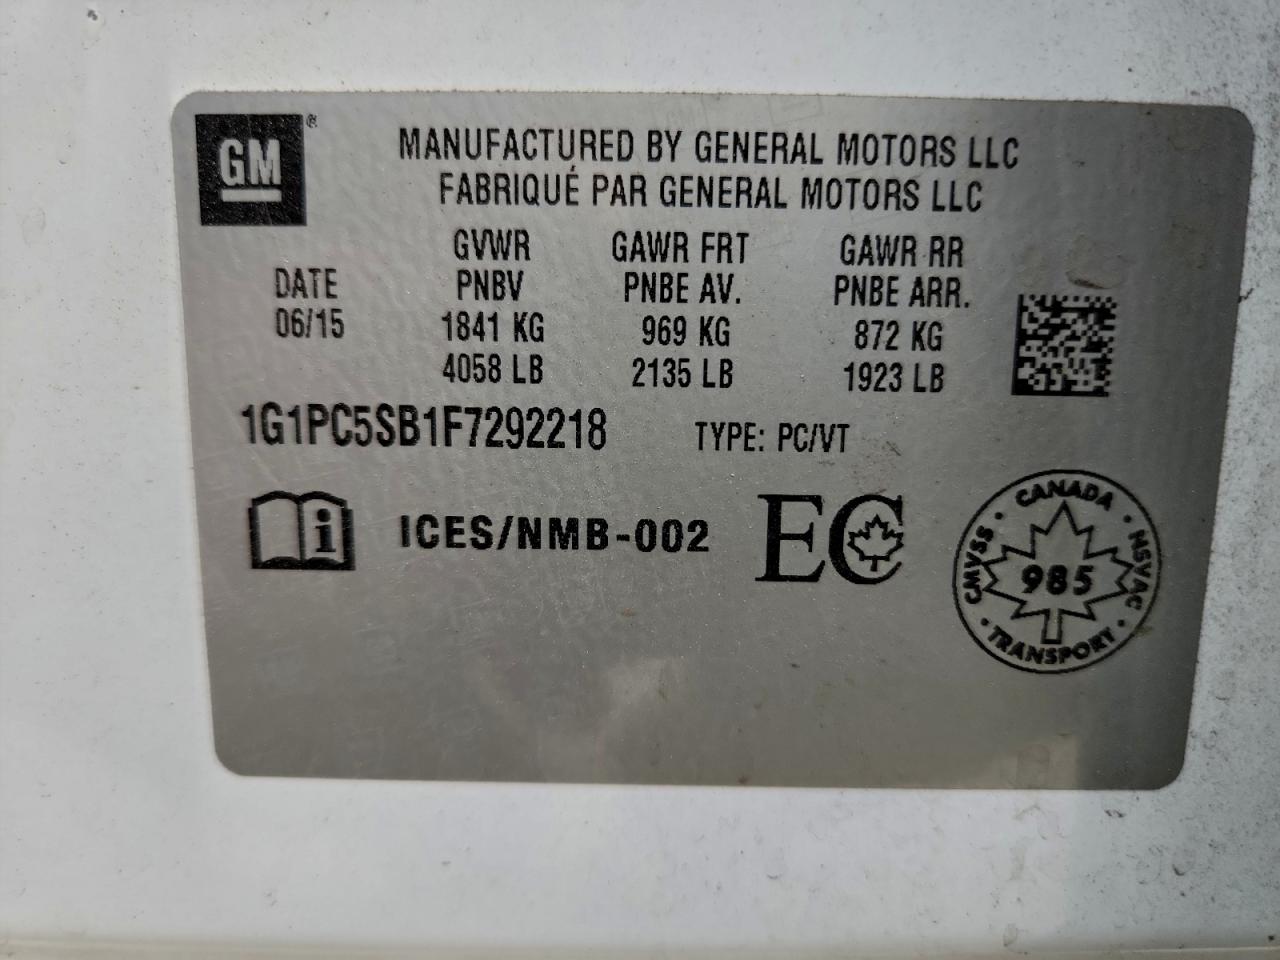 GM®
MANUFACTURED BY GENERAL MOTORS LLC
FABRIQUÉ PAR GENERAL MOTORS LLC
GVWR GAWR FRT GAWR RR
DATE PNBV PNBE AV. PNBE ARR.
06/15 1841 KG 969 KG 872 KG
4058 LB 2135 LB 1923 LB
1G1PC5SB1F7292218 TYPE: PC/VT
i ICES/NMB-002 EC
CANADA
CMVSS · 985 · NSVAC
TRANSPORT